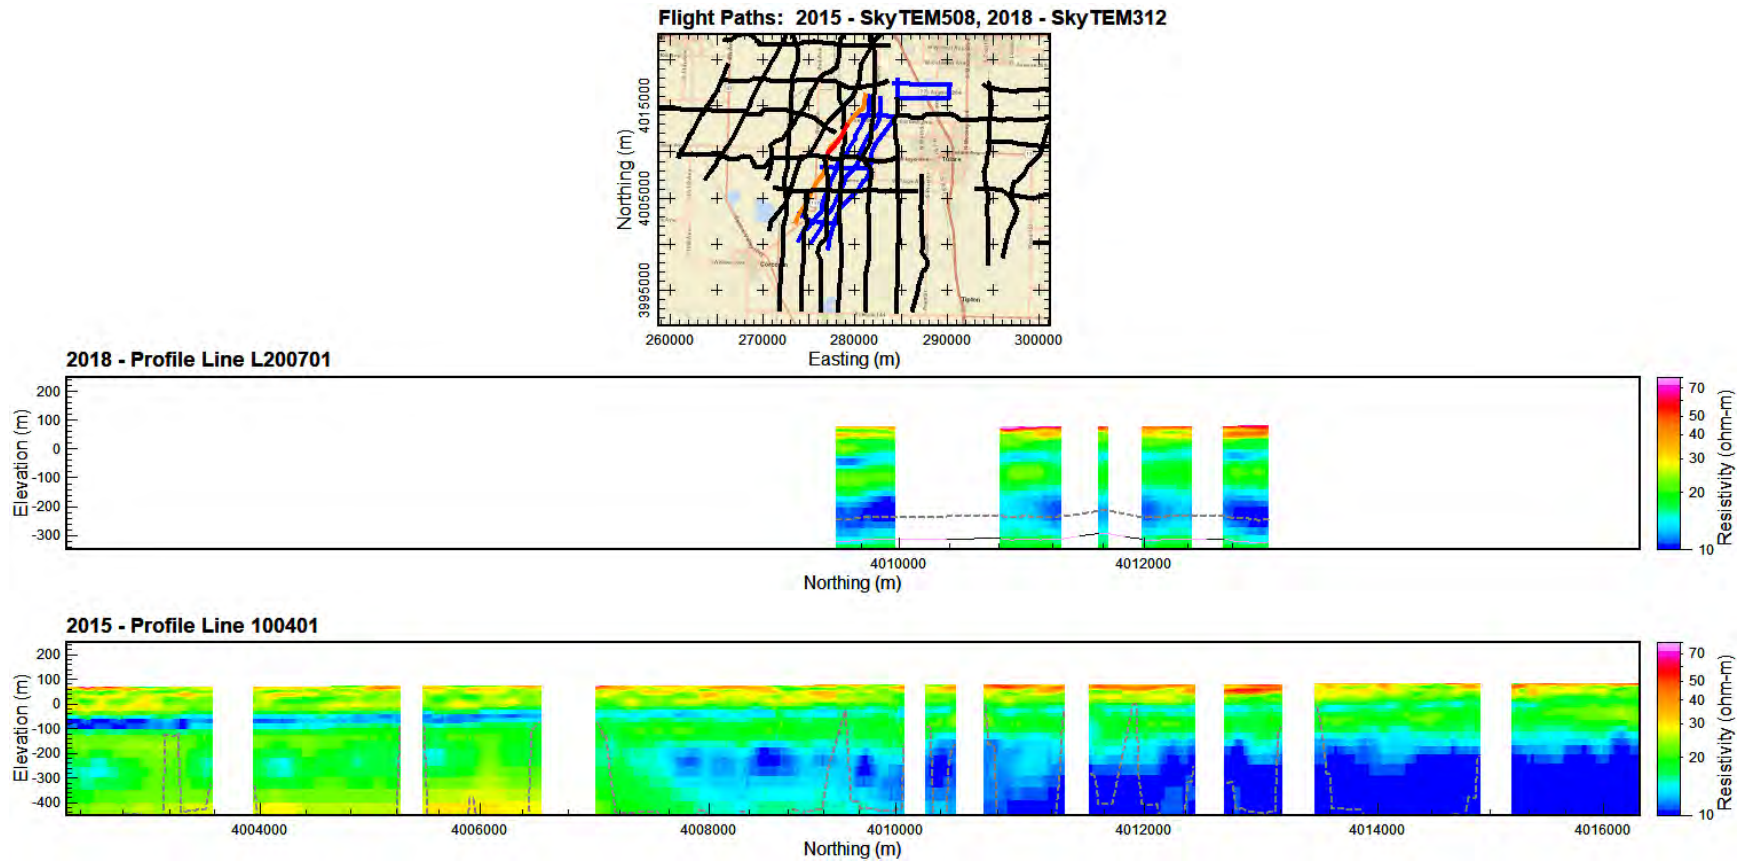 Flight Paths: 2015 - SkyTEM508, 2018 - SkyTEM312
4015000
4005000
3995000
Northing (m)
Tulare
Corcoran
Tipton
260000 270000 280000 290000 300000
Easting (m)
2018 - Profile Line L200701
200
100
0
-100
-200
-300
Elevation (m)
4010000 4012000
Northing (m)
70
50
40
30
20
10
Resistivity (ohm-m)
2015 - Profile Line 100401
200
100
0
-100
-200
-300
-400
Elevation (m)
4004000 4006000 4008000 4010000 4012000 4014000 4016000
Northing (m)
70
50
40
30
20
10
Resistivity (ohm-m)